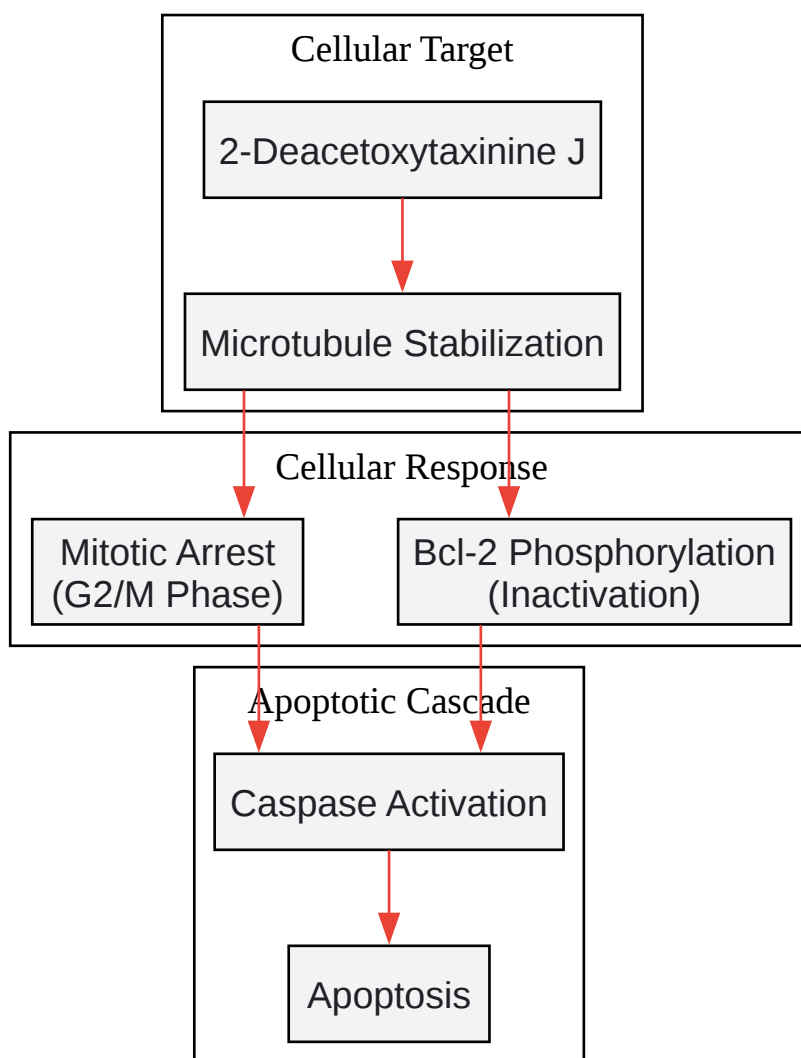 Cellular Target
2-Deacetoxytaxinine J
Microtubule Stabilization
Cellular Response
Mitotic Arrest
(G2/M Phase)
Bcl-2 Phosphorylation
(Inactivation)
Apoptotic Cascade
Caspase Activation
Apoptosis